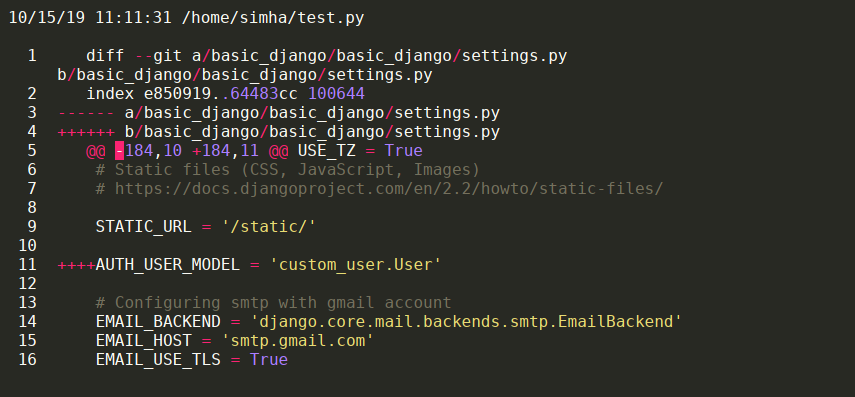 10/15/19 11:11:31 /home/simha/test.py
1 diff --git a/basic_django/basic_django/settings.py
b/basic_django/basic_django/settings.py
2 index e850919..64483cc 100644
3 ------ a/basic_django/basic_django/settings.py
4 ++++++ b/basic_django/basic_django/settings.py
5 @@ -184,10 +184,11 @@ USE_TZ = True
6 # Static files (CSS, JavaScript, Images)
7 # https://docs.djangoproject.com/en/2.2/howto/static-files/
8
9 STATIC_URL = '/static/'
10
11 ++++AUTH_USER_MODEL = 'custom_user.User'
12
13 # Configuring smtp with gmail account
14 EMAIL_BACKEND = 'django.core.mail.backends.smtp.EmailBackend'
15 EMAIL_HOST = 'smtp.gmail.com'
16 EMAIL_USE_TLS = True